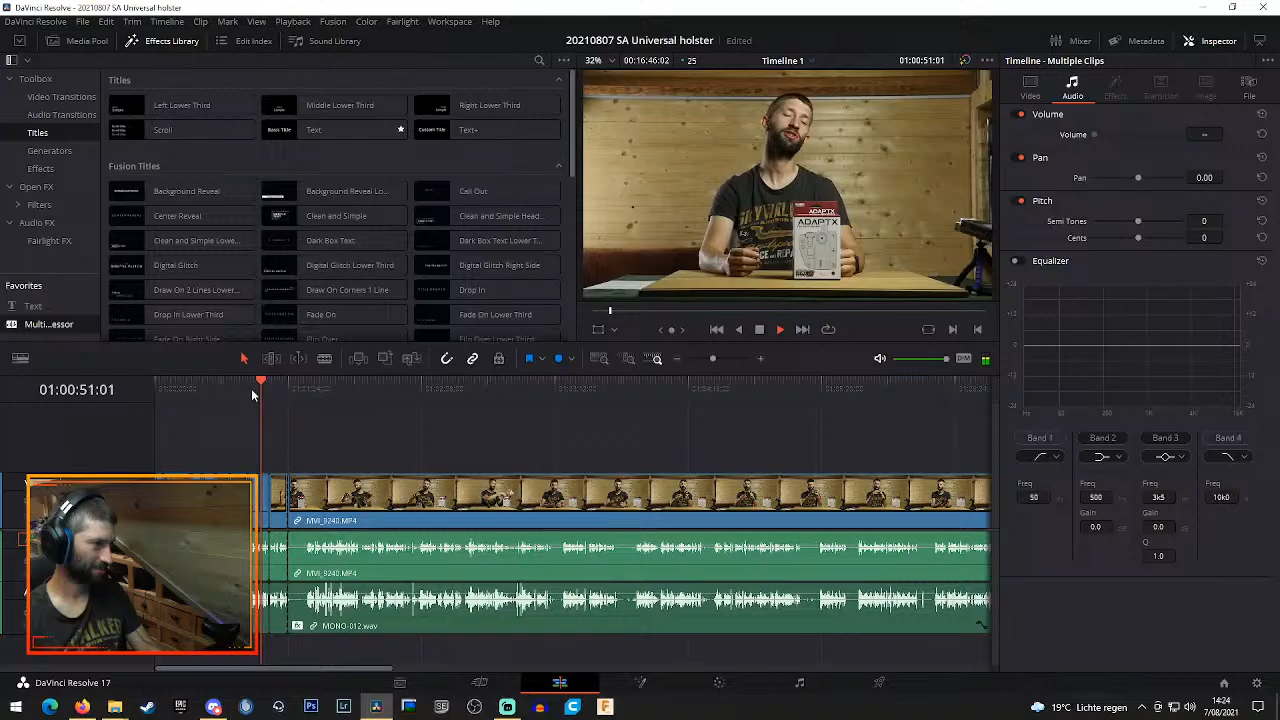 DaVinci Resolve - 20210807 SA Universal holster
DaVinci Resolve File Edit Trim Timeline Clip Mark View Playback Fusion Color Fairlight Workspace Help
Media Pool Effects Library Edit Index Sound Library 20210807 SA Universal holster Edited Mixer Metadata Inspector
32% 00:16:46:02 25 Timeline 1 01:00:51:01 Timeline - Multiple Clips
Toolbox
Video Transitions
Audio Transitions
Titles
Generators
Effects
Open FX
Filters
Audio FX
Fairlight FX
Favorites
Text
Multi...essor
Titles
Left Lower Third Middle Lower Third Right Lower Third
Scroll Basic Title Text Custom Title Text+
Fusion Titles
Background Reveal Background Reveal Lo... Call Out
Center Reveal Clean and Simple Clean and Simple Head...
Clean and Simple Lowe... Dark Box Text Dark Box Text Lower T...
Digital Glitch Digital Glitch Lower Third Digital Glitch Right Side
Draw On 2 Lines Lower... Draw On Corners 1 Line Drop In
Drop In Lower Third Fade On Fade On Lower Third
ADAPTX
ADAPTX
Video Audio Effects Transition Image File
Volume
Volume --
Pan
Pan 0.00
Pitch
Semi Tones 0
Cents 0
Equalizer
Band 1 Band 2 Band 3 Band 4
Freq Freq Freq Freq
50 500 3k5 10k0
Gain Gain
0.0 dB 0.0 dB
Q
1.0
DIM
01:00:51:01
MVI_9240.MP4
MVI_9240.MP4
MONO-012.wav
DaVinci Resolve 17
19°C Lichte regen 14:24
7/08/2021